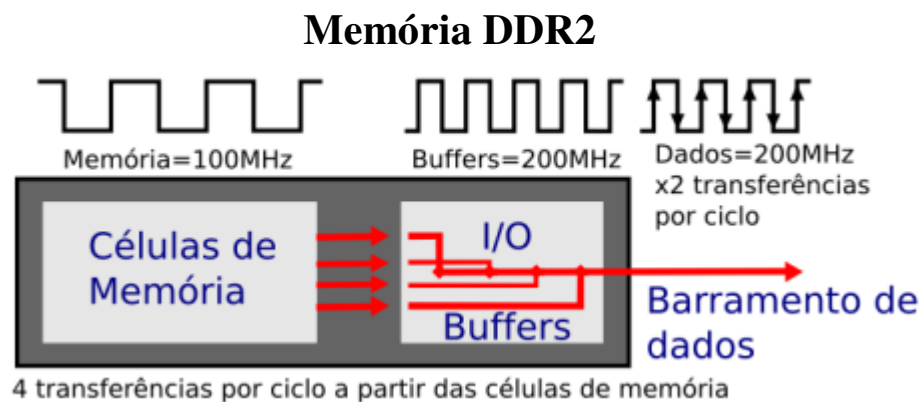 Memória DDR2
Memória=100MHz
Buffers=200MHz
Dados=200MHz
x2 transferências
por ciclo
Células de
Memória
I/O
Buffers
Barramento de
dados
4 transferências por ciclo a partir das células de memória